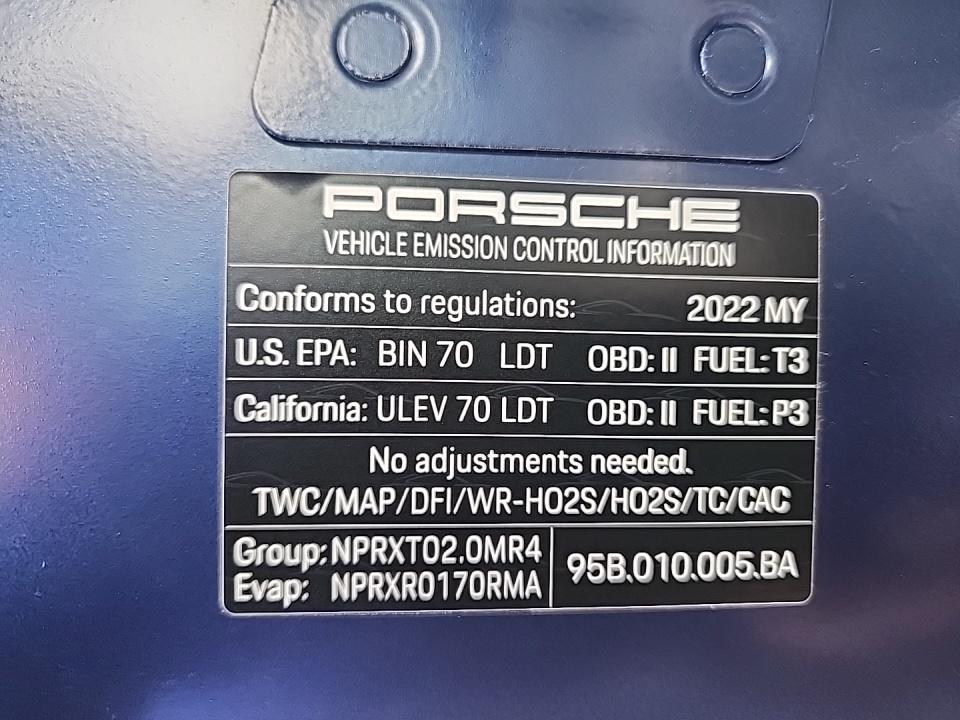 PORSCHE
VEHICLE EMISSION CONTROL INFORMATION
Conforms to regulations: 2022 MY
U.S. EPA: BIN 70 LDT OBD: II FUEL: T3
California: ULEV 70 LDT OBD: II FUEL: P3
No adjustments needed.
TWC/MAP/DFI/WR-HO2S/HO2S/TC/CAC
Group: NPRXT02.0MR4
Evap: NPRXR0170RMA
95B.010.005.BA